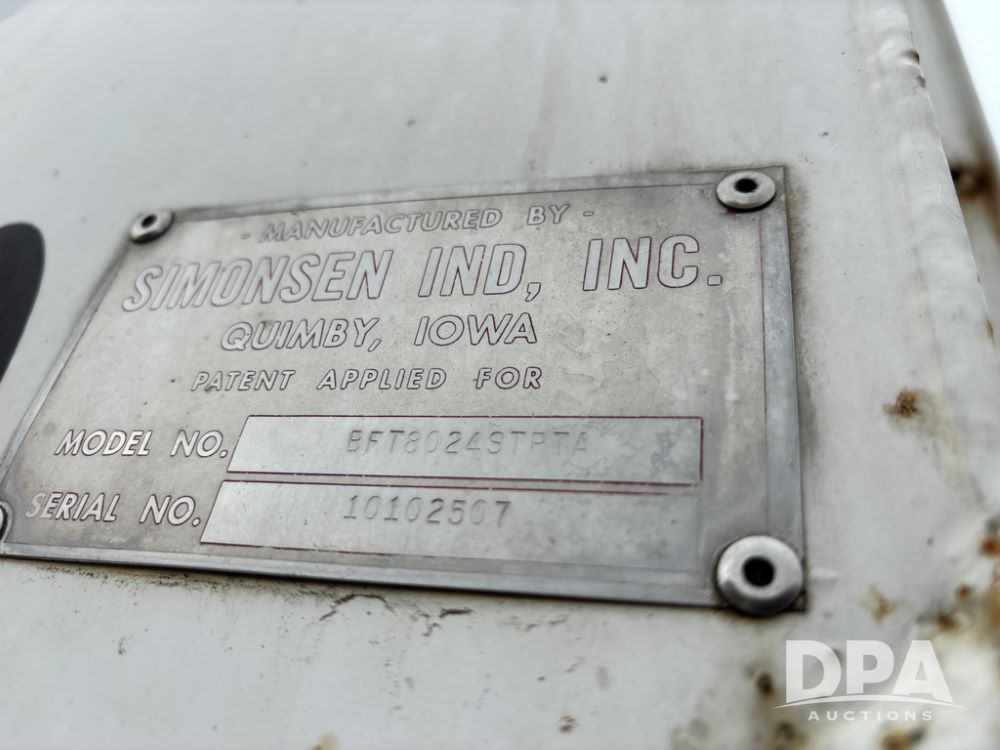 - MANUFACTURED BY -
SIMONSEN IND, INC.
QUIMBY, IOWA
PATENT APPLIED FOR
MODEL NO. BFT8024STPTA
SERIAL NO. 10102507
DPA
AUCTIONS